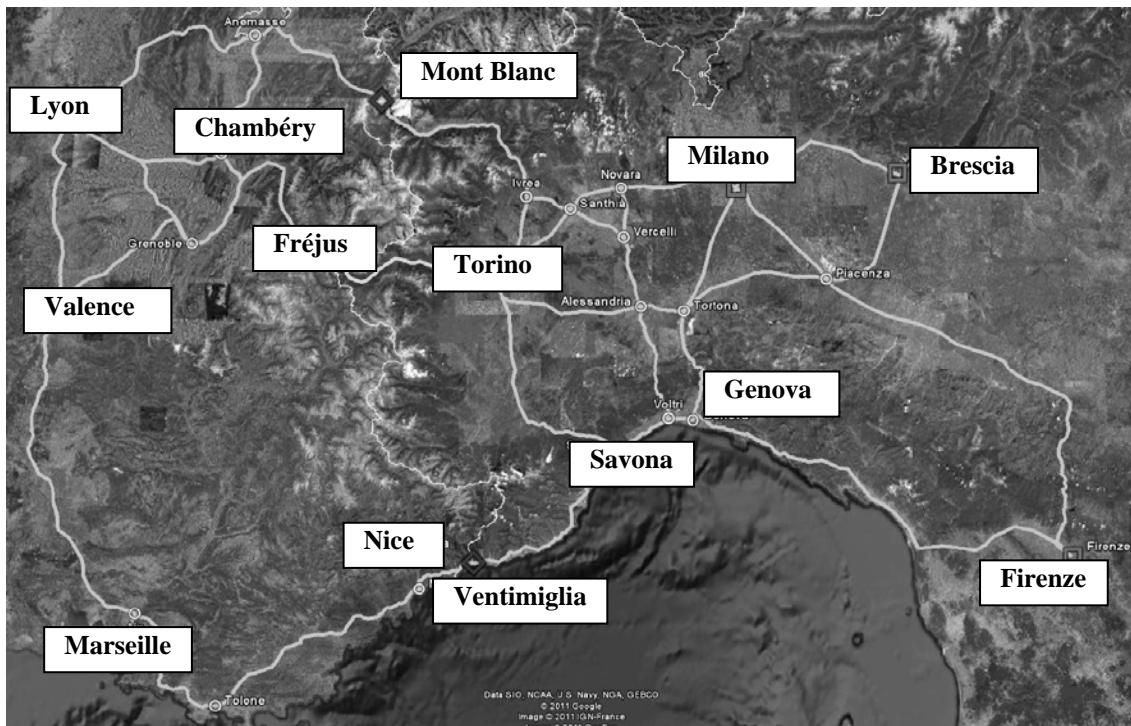 Anemasse
Mont Blanc
Lyon
Chambéry
Milano
Brescia
Ivrea
Novara
Santhià
Vercelli
Grenoble
Fréjus
Torino
Piacenza
Valence
Alessandria
Tortona
Genova
Voltri
Savona
Nice
Ventimiglia
Firenze
Firenze
Marseille
Tolone
Data SIO, NOAA, U.S. Navy, NGA, GEBCO
© 2011 Google
Image © 2011 IGN-France